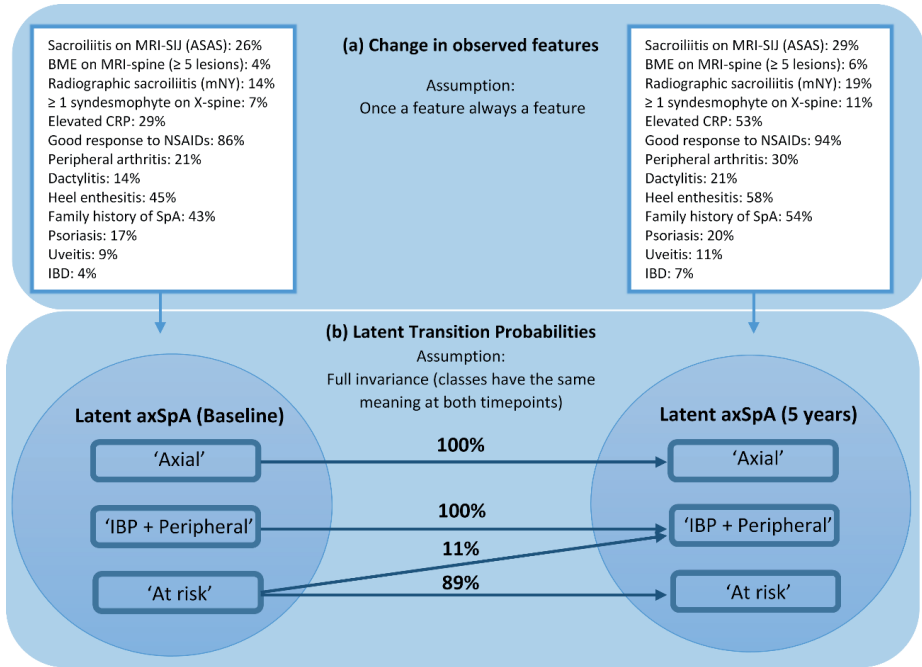 Sacroiliitis on MRI-SIJ (ASAS): 26%
BME on MRI-spine (≥ 5 lesions): 4%
Radiographic sacroiliitis (mNY): 14%
≥ 1 syndesmophyte on X-spine: 7%
Elevated CRP: 29%
Good response to NSAIDs: 86%
Peripheral arthritis: 21%
Dactylitis: 14%
Heel enthesitis: 45%
Family history of SpA: 43%
Psoriasis: 17%
Uveitis: 9%
IBD: 4%
(a) Change in observed features
Assumption:
Once a feature always a feature
Sacroiliitis on MRI-SIJ (ASAS): 29%
BME on MRI-spine (≥ 5 lesions): 6%
Radiographic sacroiliitis (mNY): 19%
≥ 1 syndesmophyte on X-spine: 11%
Elevated CRP: 53%
Good response to NSAIDs: 94%
Peripheral arthritis: 30%
Dactylitis: 21%
Heel enthesitis: 58%
Family history of SpA: 54%
Psoriasis: 20%
Uveitis: 11%
IBD: 7%
(b) Latent Transition Probabilities
Assumption:
Full invariance (classes have the same
meaning at both timepoints)
Latent axSpA (Baseline)
Latent axSpA (5 years)
‘Axial’
100%
‘Axial’
‘IBP + Peripheral’
100%
‘IBP + Peripheral’
11%
‘At risk’
89%
‘At risk’